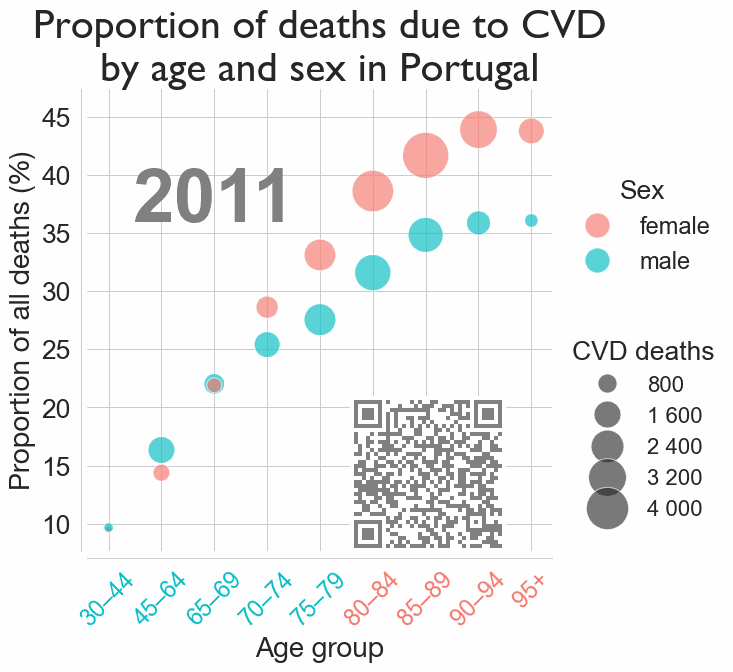 Proportion of deaths due to CVD
by age and sex in Portugal
Proportion of all deaths (%)
45
40
35
30
25
20
15
10
2011
30–44
45–64
65–69
70–74
75–79
80–84
85–89
90–94
95+
Age group
Sex
female
male
CVD deaths
800
1 600
2 400
3 200
4 000